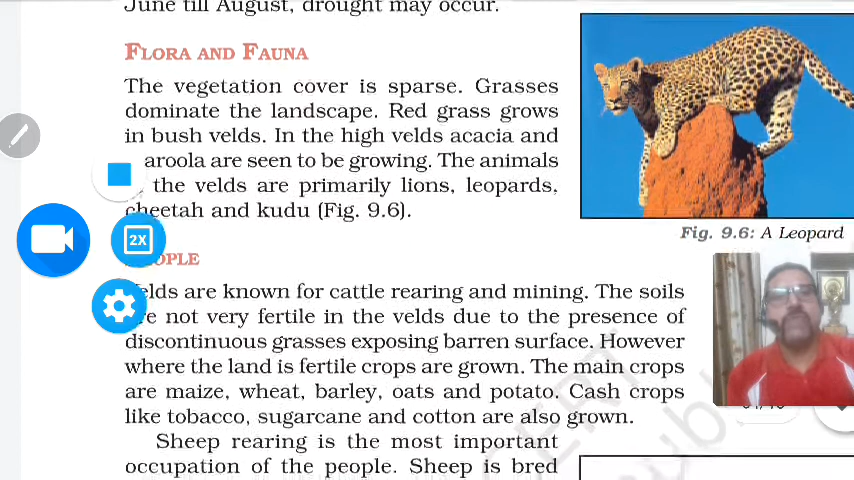 June till August, drought may occur.
FLORA AND FAUNA
The vegetation cover is sparse. Grasses
dominate the landscape. Red grass grows
in bush velds. In the high velds acacia and
aroola are seen to be growing. The animals
the velds are primarily lions, leopards,
cheetah and kudu (Fig. 9.6).
Fig. 9.6: A Leopard
2X
OPLE
elds are known for cattle rearing and mining. The soils
re not very fertile in the velds due to the presence of
discontinuous grasses exposing barren surface. However
where the land is fertile crops are grown. The main crops
are maize, wheat, barley, oats and potato. Cash crops
like tobacco, sugarcane and cotton are also grown.
Sheep rearing is the most important
occupation of the people. Sheep is bred